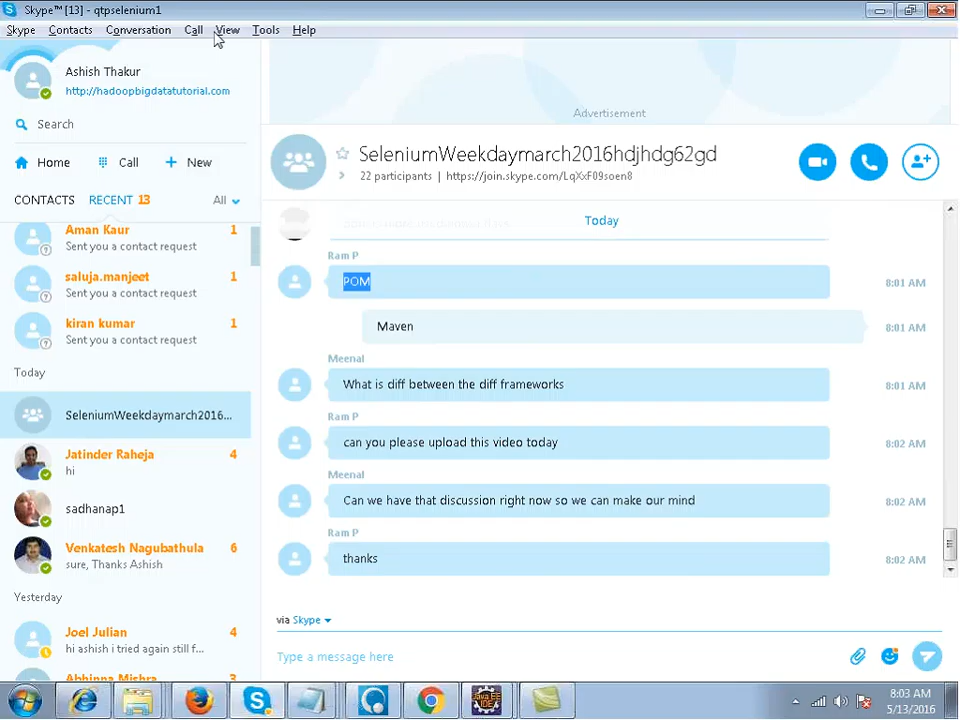 Skype™ [13] - qtpselenium1
Skype Contacts Conversation Call View Tools Help
Ashish Thakur
http://hadoopbigdatatutorial.com
Search
Home Call New
CONTACTS RECENT 13 All
Aman Kaur 1
Sent you a contact request
saluja.manjeet 1
Sent you a contact request
kiran kumar 1
Sent you a contact request
Today
SeleniumWeekdaymarch2016...
Jatinder Raheja 4
hi
sadhanap1
Venkatesh Nagubathula 6
sure, Thanks Ashish
Yesterday
Joel Julian 4
hi ashish i tried again still f...
Abhinna Mishra 3
Advertisement
SeleniumWeekdaymarch2016hdjhdg62gd
22 participants | https://join.skype.com/LqXxF09soen8
Today
Ram P
POM 8:01 AM
Maven 8:01 AM
Meenal
What is diff between the diff frameworks 8:01 AM
Ram P
can you please upload this video today 8:02 AM
Meenal
Can we have that discussion right now so we can make our mind 8:02 AM
Ram P
thanks 8:02 AM
via Skype
Type a message here
Java EE
IDE
8:03 AM
5/13/2016